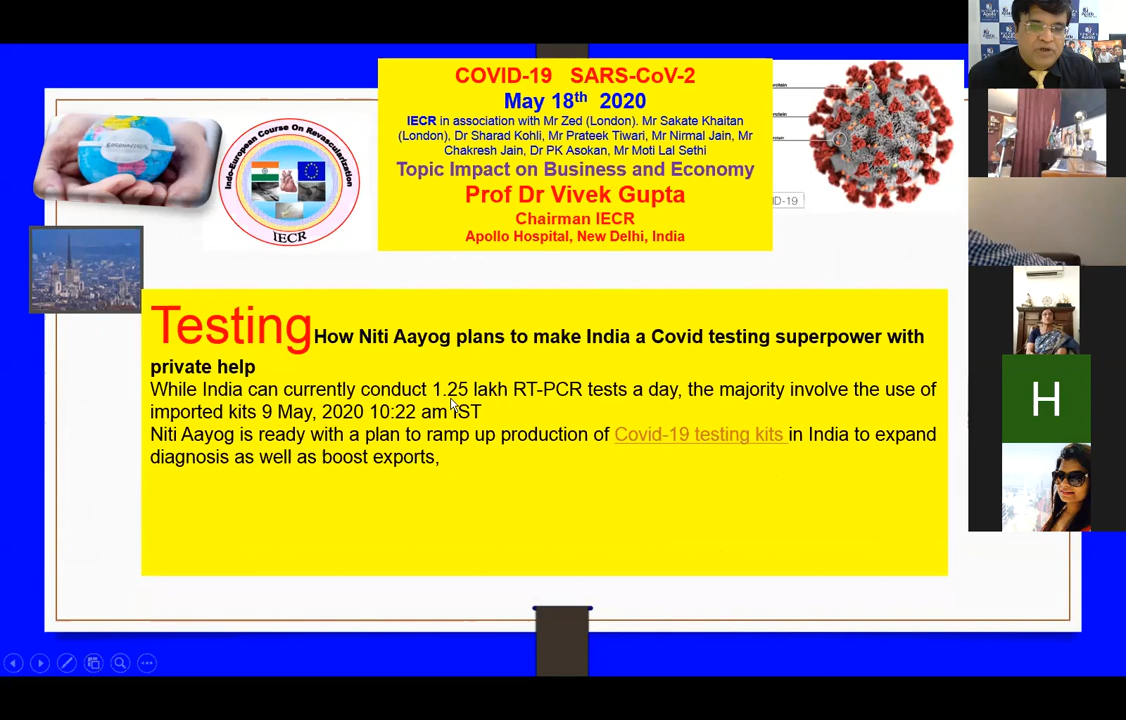 COVID-19 SARS-CoV-2
May 18th 2020
IECR in association with Mr Zed (London). Mr Sakate Khaitan
(London), Dr Sharad Kohli, Mr Prateek Tiwari, Mr Nirmal Jain, Mr
Chakresh Jain, Dr PK Asokan, Mr Moti Lal Sethi
Topic Impact on Business and Economy
Prof Dr Vivek Gupta
Chairman IECR
Apollo Hospital, New Delhi, India
Indo-European Course On Revascularization
IECR
CORONAVIRUS
ID-19
Testing How Niti Aayog plans to make India a Covid testing superpower with
private help
While India can currently conduct 1.25 lakh RT-PCR tests a day, the majority involve the use of
imported kits 9 May, 2020 10:22 am IST
Niti Aayog is ready with a plan to ramp up production of Covid-19 testing kits in India to expand
diagnosis as well as boost exports,
Apollo
H